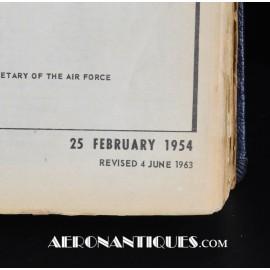 ETARY OF THE AIR FORCE
25 FEBRUARY 1954
REVISED 4 JUNE 1963
AERONANTIQUES.COM